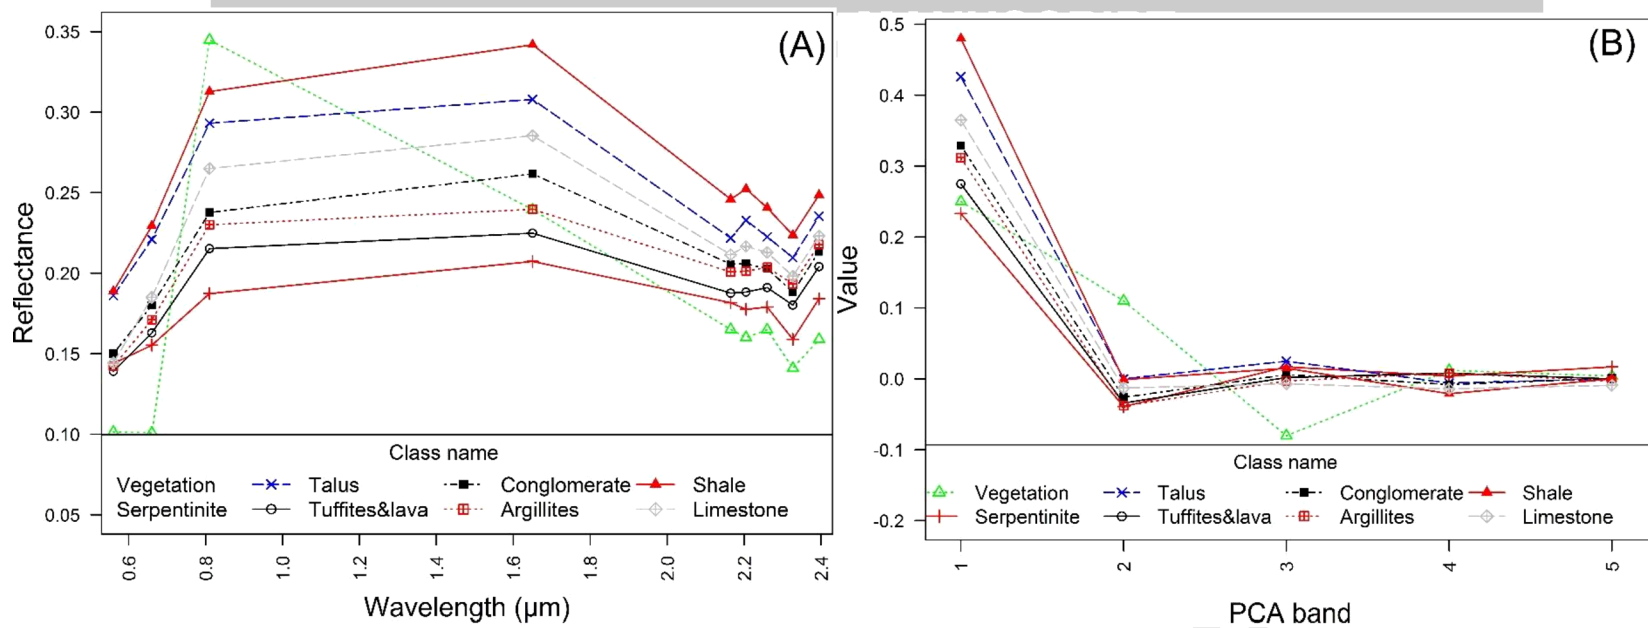 (A)
0.35
0.30
0.25
0.20
0.15
0.10
0.05
Reflectance
Class name
Vegetation Talus Conglomerate Shale
Serpentinite Tuffites&lava Argillites Limestone
0.6 0.8 1.0 1.2 1.4 1.6 1.8 2.0 2.2 2.4
Wavelength (µm)
(B)
0.5
0.4
0.3
0.2
0.1
0.0
-0.1
-0.2
Value
Class name
Vegetation Talus Conglomerate Shale
Serpentinite Tuffites&lava Argillites Limestone
1 2 3 4 5
PCA band